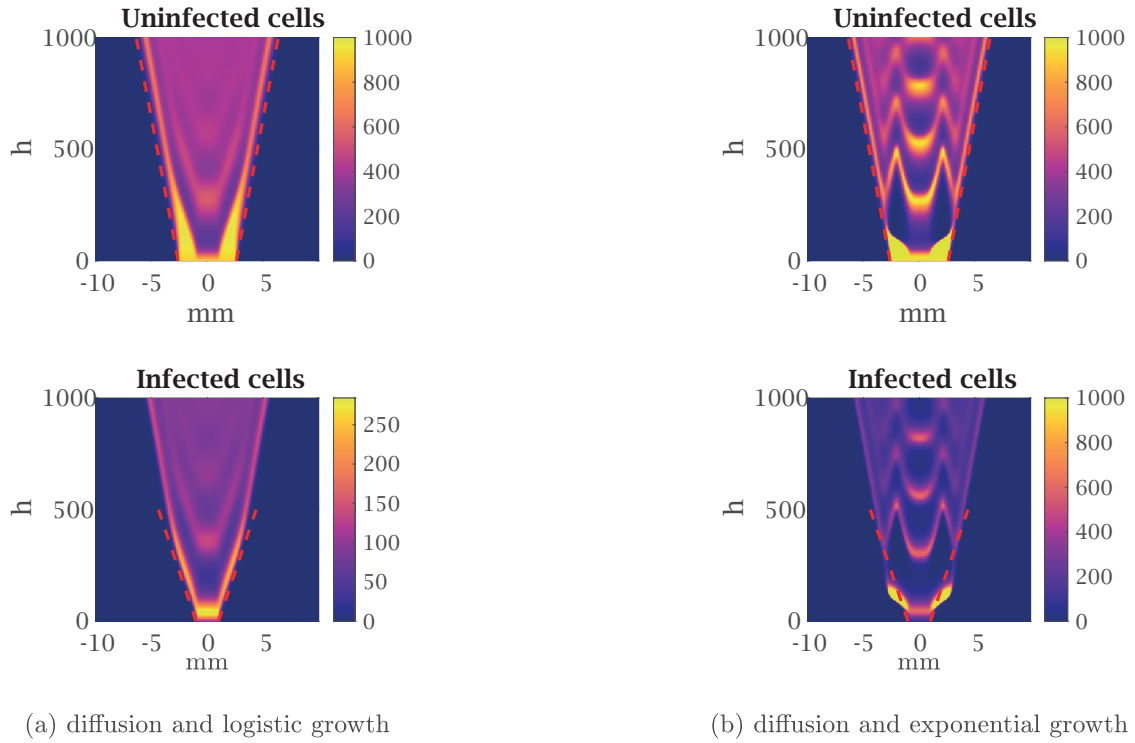 Uninfected cells
1000
500
0
h
-10 -5 0 5
mm
1000
800
600
400
200
0
Uninfected cells
1000
500
0
h
-10 -5 0 5
mm
1000
800
600
400
200
0
Infected cells
1000
500
0
h
-10 -5 0 5
mm
250
200
150
100
50
0
Infected cells
1000
500
0
h
-10 -5 0 5
mm
1000
800
600
400
200
0
(a) diffusion and logistic growth
(b) diffusion and exponential growth